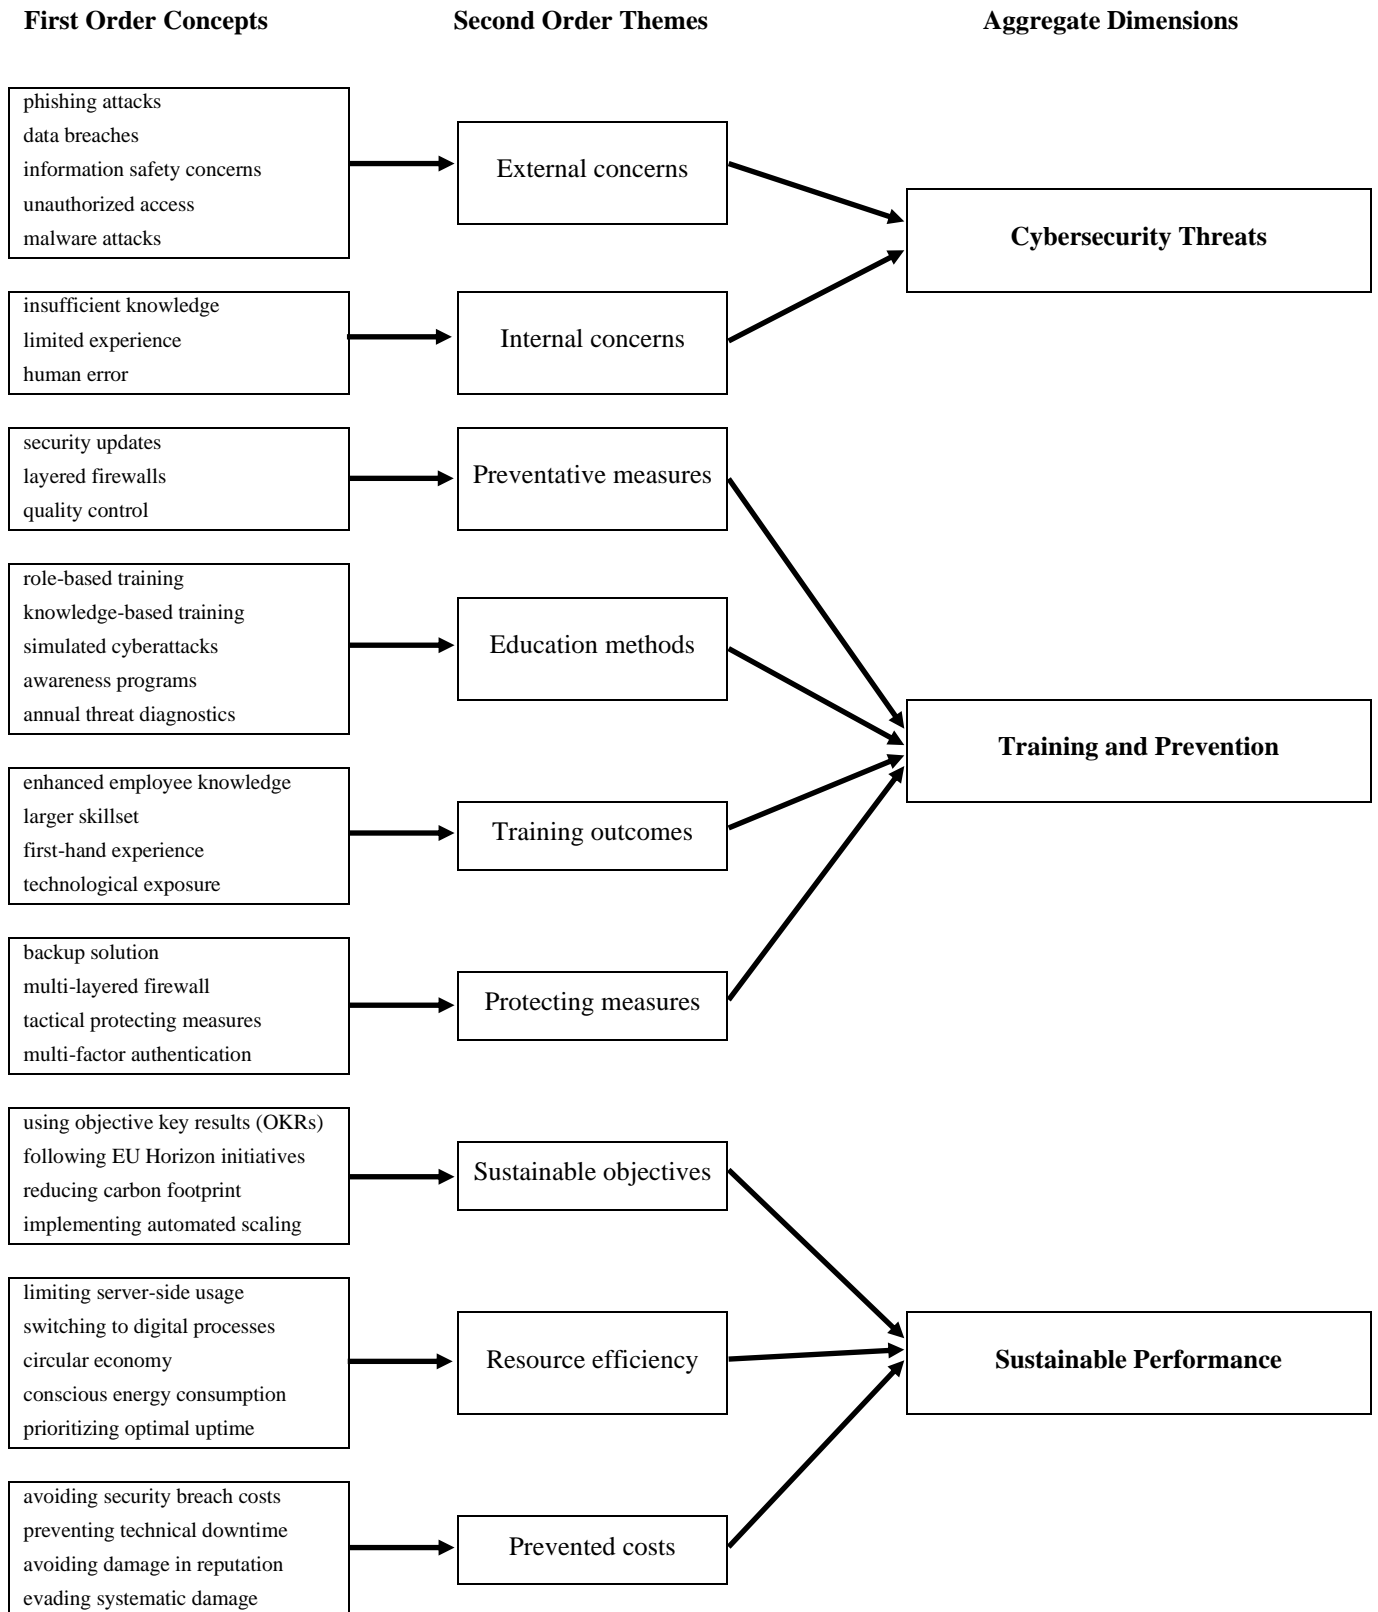 First Order Concepts
Second Order Themes
Aggregate Dimensions
phishing attacks
data breaches
information safety concerns
unauthorized access
malware attacks
External concerns
Cybersecurity Threats
insufficient knowledge
limited experience
human error
Internal concerns
security updates
layered firewalls
quality control
Preventative measures
role-based training
knowledge-based training
simulated cyberattacks
awareness programs
annual threat diagnostics
Education methods
Training and Prevention
enhanced employee knowledge
larger skillset
first-hand experience
technological exposure
Training outcomes
backup solution
multi-layered firewall
tactical protecting measures
multi-factor authentication
Protecting measures
using objective key results (OKRs)
following EU Horizon initiatives
reducing carbon footprint
implementing automated scaling
Sustainable objectives
limiting server-side usage
switching to digital processes
circular economy
conscious energy consumption
prioritizing optimal uptime
Resource efficiency
Sustainable Performance
avoiding security breach costs
preventing technical downtime
avoiding damage in reputation
evading systematic damage
Prevented costs